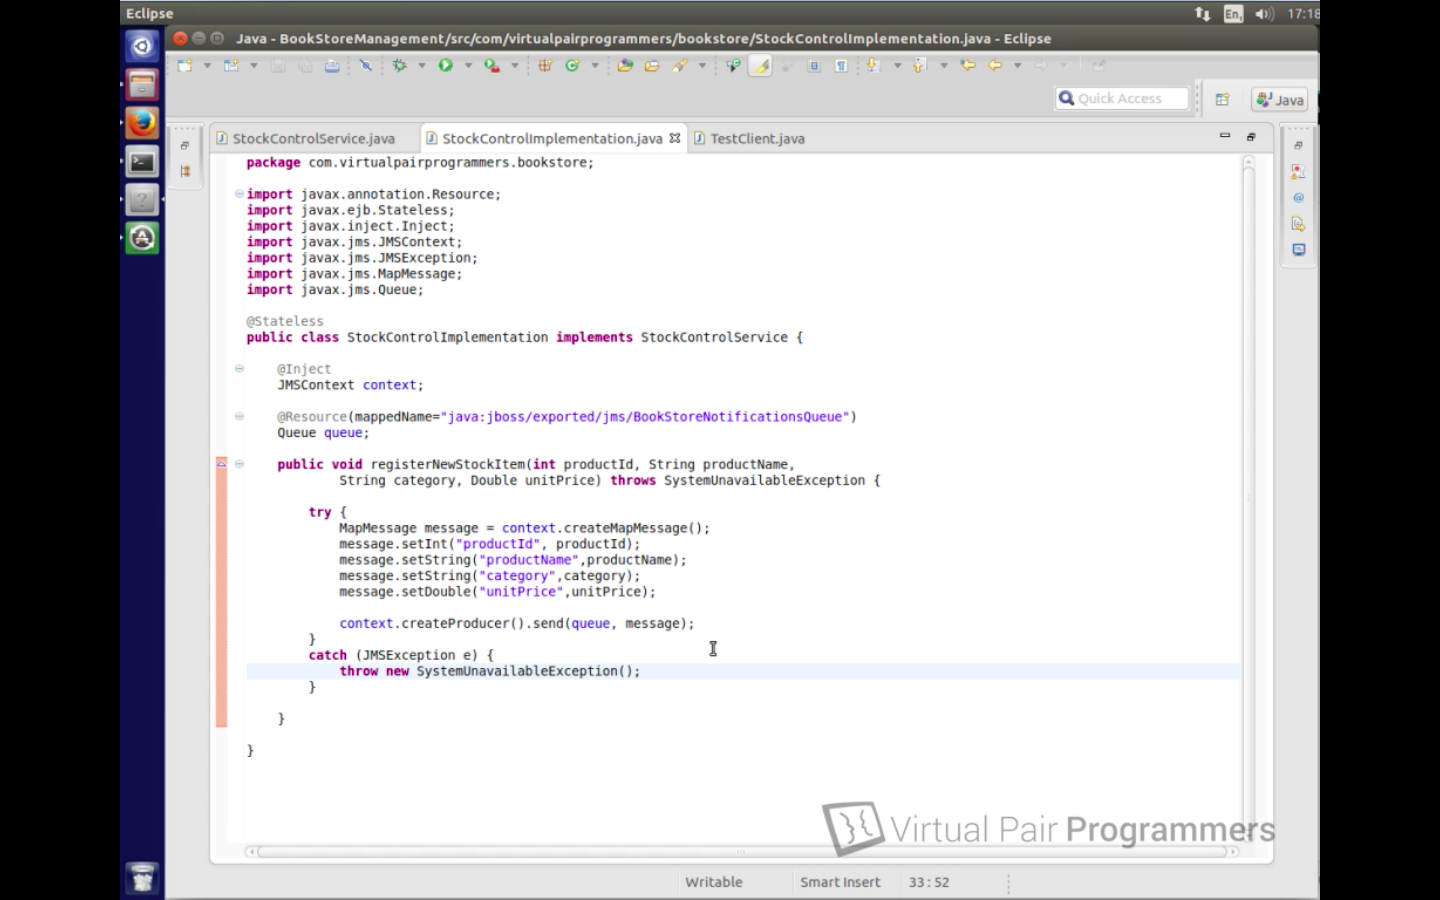 Eclipse
En
17:18
Java - BookStoreManagement/src/com/virtualpairprogrammers/bookstore/StockControlImplementation.java - Eclipse
Quick Access
Java
StockControlService.java
StockControlImplementation.java
TestClient.java
package com.virtualpairprogrammers.bookstore;
import javax.annotation.Resource;
import javax.ejb.Stateless;
import javax.inject.Inject;
import javax.jms.JMSContext;
import javax.jms.JMSException;
import javax.jms.MapMessage;
import javax.jms.Queue;
@Stateless
public class StockControlImplementation implements StockControlService {
@Inject
JMSContext context;
@Resource(mappedName="java:jboss/exported/jms/BookStoreNotificationsQueue")
Queue queue;
public void registerNewStockItem(int productId, String productName,
String category, Double unitPrice) throws SystemUnavailableException {
try {
MapMessage message = context.createMapMessage();
message.setInt("productId", productId);
message.setString("productName",productName);
message.setString("category",category);
message.setDouble("unitPrice",unitPrice);
context.createProducer().send(queue, message);
}
catch (JMSException e) {
throw new SystemUnavailableException();
}
}
}
Virtual Pair Programmers
Writable
Smart Insert
33 : 52